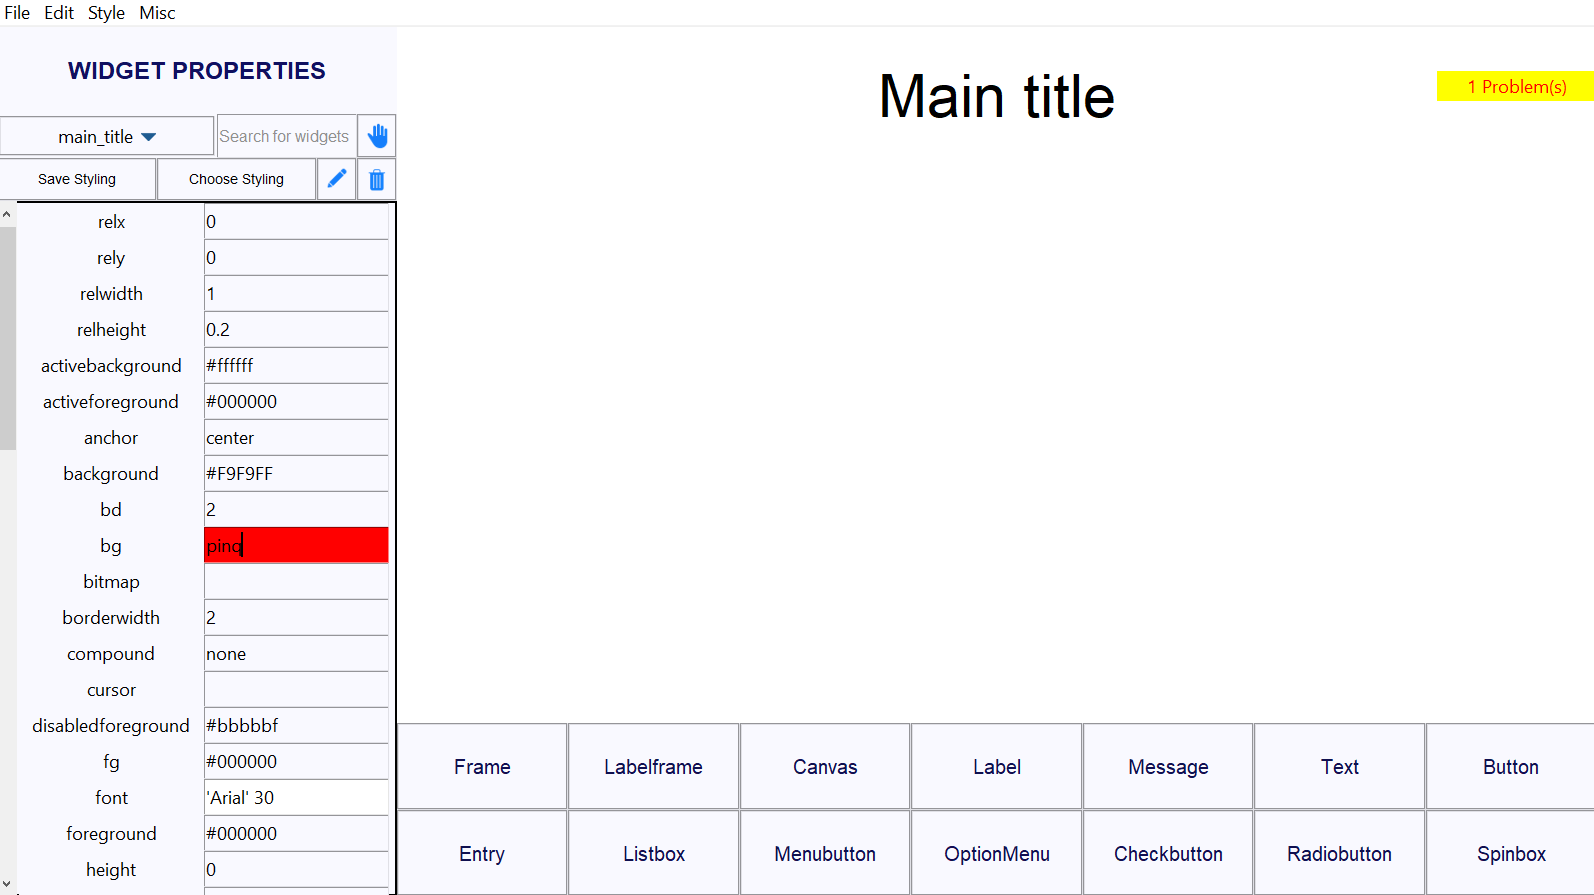 File Edit Style Misc
WIDGET PROPERTIES
Main title
1 Problem(s)
main_title Search for widgets
Save Styling Choose Styling
relx 0
rely 0
relwidth 1
relheight 0.2
activebackground #ffffff
activeforeground #000000
anchor center
background #F9F9FF
bd 2
bg pinq
bitmap
borderwidth 2
compound none
cursor
disabledforeground #bbbbbf
fg #000000
font 'Arial' 30
foreground #000000
height 0
Frame Labelframe Canvas Label Message Text Button
Entry Listbox Menubutton OptionMenu Checkbutton Radiobutton Spinbox